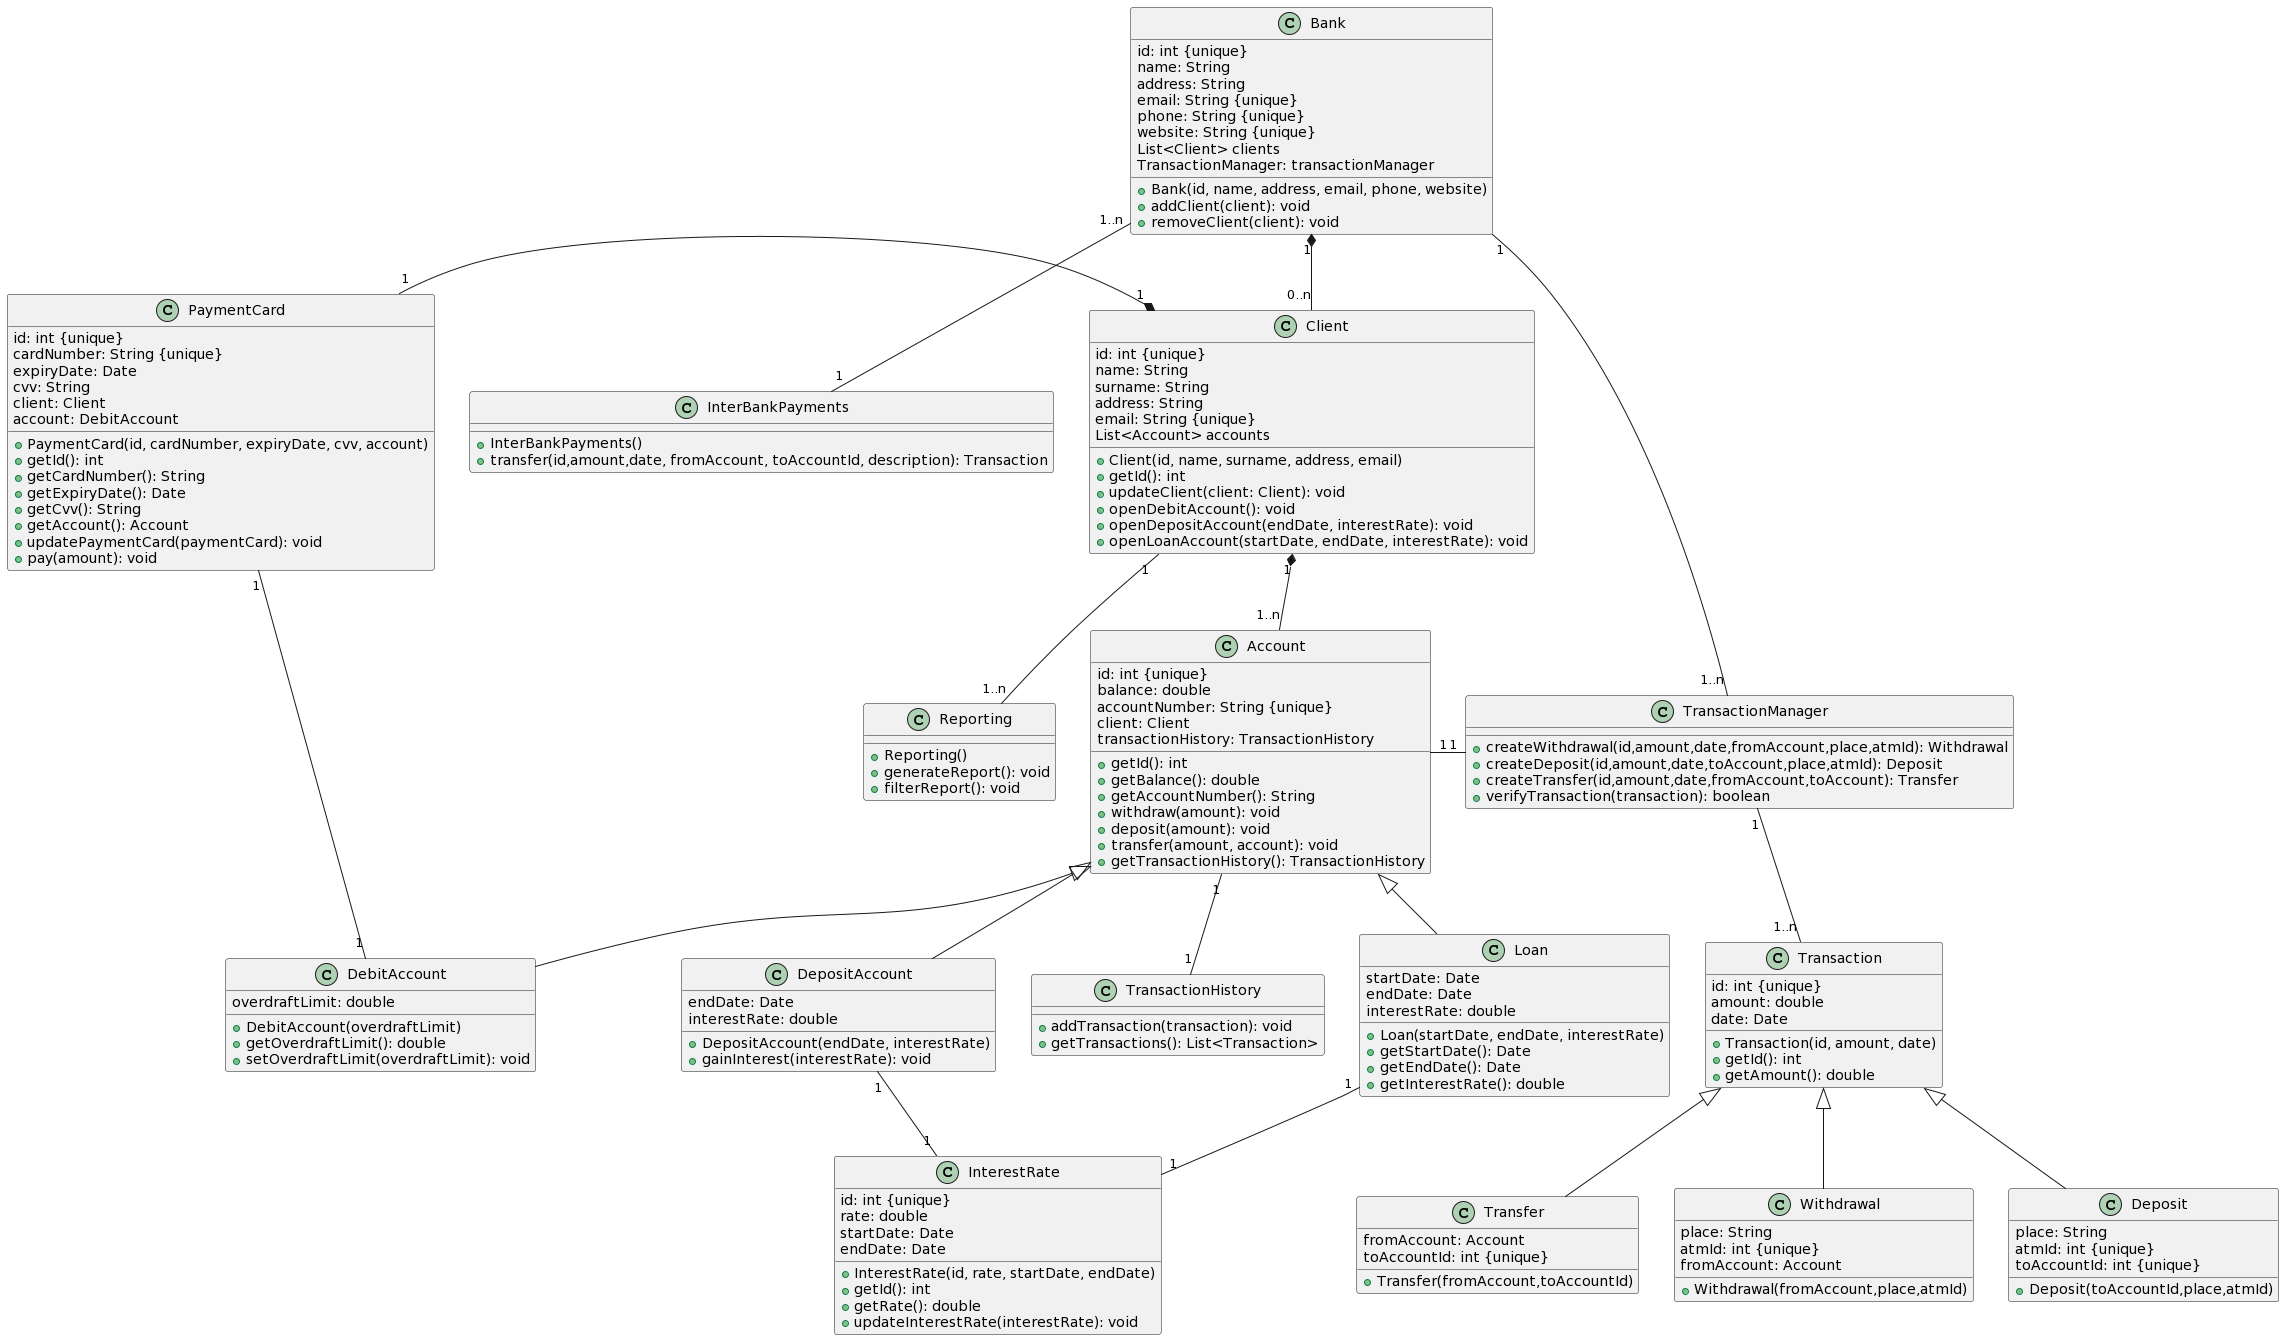 C Bank
id: int {unique}
name: String
address: String
email: String {unique}
phone: String {unique}
website: String {unique}
List<Client> clients
TransactionManager: transactionManager
Bank(id, name, address, email, phone, website)
addClient(client): void
removeClient(client): void
1..n
1
1
1
1
0..n
1
1
C PaymentCard
id: int {unique}
cardNumber: String {unique}
expiryDate: Date
cvv: String
client: Client
account: DebitAccount
PaymentCard(id, cardNumber, expiryDate, cvv, account)
getId(): int
getCardNumber(): String
getExpiryDate(): Date
getCvv(): String
getAccount(): Account
updatePaymentCard(paymentCard): void
pay(amount): void
C InterBankPayments
InterBankPayments()
transfer(id,amount,date, fromAccount, toAccountId, description): Transaction
C Client
id: int {unique}
name: String
surname: String
address: String
email: String {unique}
List<Account> accounts
Client(id, name, surname, address, email)
getId(): int
updateClient(client: Client): void
openDebitAccount(): void
openDepositAccount(endDate, interestRate): void
openLoanAccount(startDate, endDate, interestRate): void
1
1
1
1..n
1..n
1..n
C Reporting
Reporting()
generateReport(): void
filterReport(): void
C Account
id: int {unique}
balance: double
accountNumber: String {unique}
client: Client
transactionHistory: TransactionHistory
getId(): int
getBalance(): double
getAccountNumber(): String
withdraw(amount): void
deposit(amount): void
transfer(amount, account): void
getTransactionHistory(): TransactionHistory
1 1
C TransactionManager
createWithdrawal(id,amount,date,fromAccount,place,atmId): Withdrawal
createDeposit(id,amount,date,toAccount,place,atmId): Deposit
createTransfer(id,amount,date,fromAccount,toAccount): Transfer
verifyTransaction(transaction): boolean
1
1
1..n
1
1
C DebitAccount
overdraftLimit: double
DebitAccount(overdraftLimit)
getOverdraftLimit(): double
setOverdraftLimit(overdraftLimit): void
C DepositAccount
endDate: Date
interestRate: double
DepositAccount(endDate, interestRate)
gainInterest(interestRate): void
C TransactionHistory
addTransaction(transaction): void
getTransactions(): List<Transaction>
C Loan
startDate: Date
endDate: Date
interestRate: double
Loan(startDate, endDate, interestRate)
getStartDate(): Date
getEndDate(): Date
getInterestRate(): double
C Transaction
id: int {unique}
amount: double
date: Date
Transaction(id, amount, date)
getId(): int
getAmount(): double
1
1
1
1
C InterestRate
id: int {unique}
rate: double
startDate: Date
endDate: Date
InterestRate(id, rate, startDate, endDate)
getId(): int
getRate(): double
updateInterestRate(interestRate): void
C Transfer
fromAccount: Account
toAccountId: int {unique}
Transfer(fromAccount,toAccountId)
C Withdrawal
place: String
atmId: int {unique}
fromAccount: Account
Withdrawal(fromAccount,place,atmId)
C Deposit
place: String
atmId: int {unique}
toAccountId: int {unique}
Deposit(toAccountId,place,atmId)